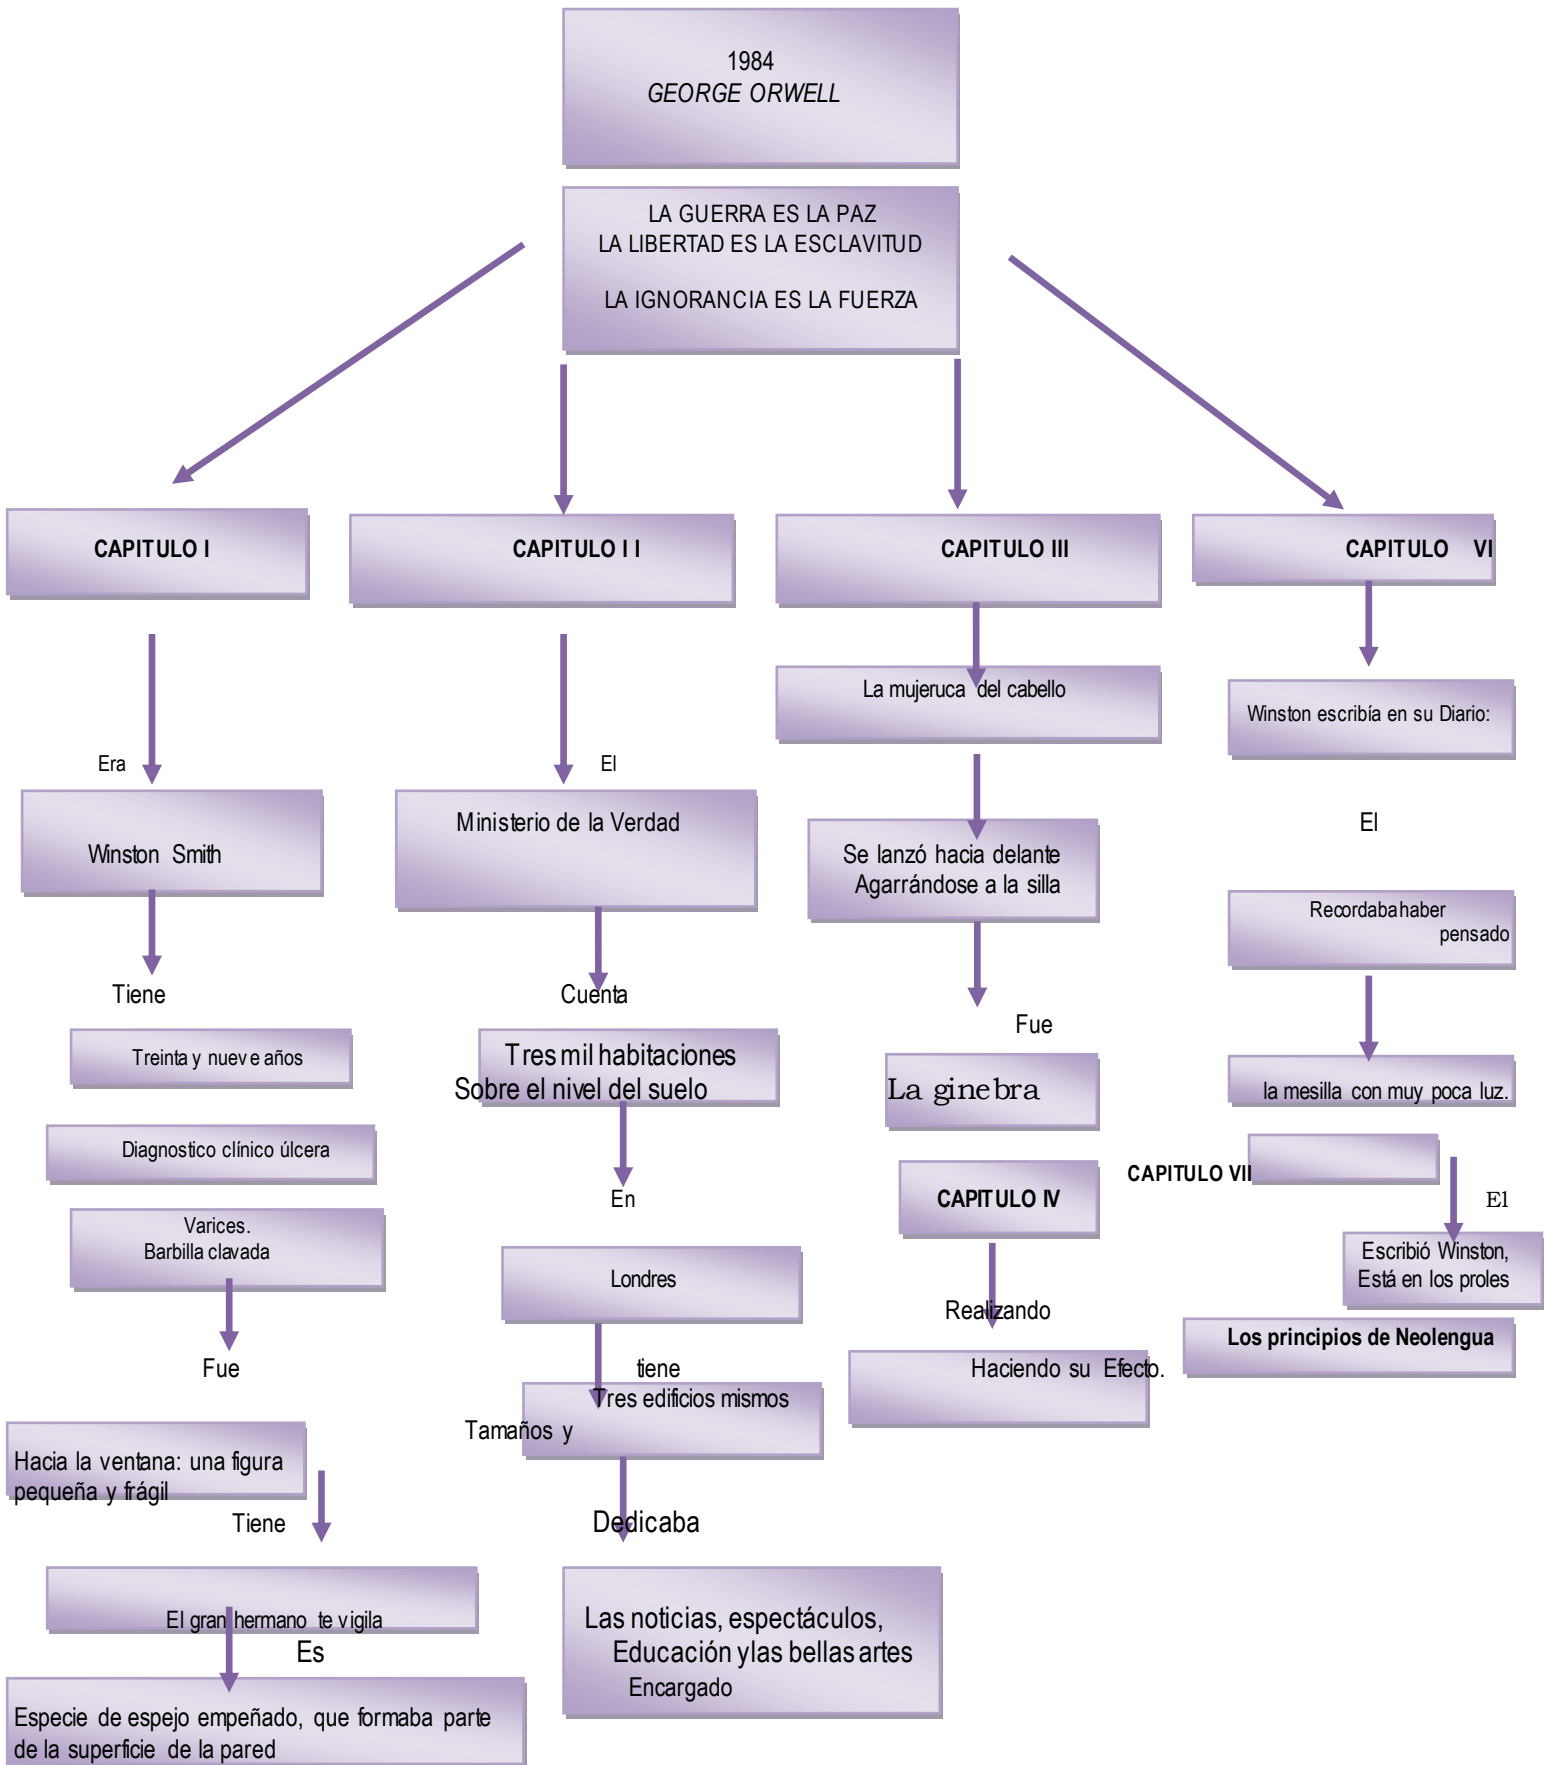 1984
GEORGE ORWELL
LA GUERRA ES LA PAZ
LA LIBERTAD ES LA ESCLAVITUD
LA IGNORANCIA ES LA FUERZA
CAPITULO I
Era
Winston Smith
Tiene
Treinta y nueve años
Diagnostico clínico úlcera
Varices.
Barbilla clavada
Fue
Hacia la ventana: una figura
pequeña y frágil
Tiene
El gran hermano te vigila
Es
Especie de espejo empeñado, que formaba parte
de la superficie de la pared
CAPITULO I I
El
Ministerio de la Verdad
Cuenta
Tres mil habitaciones
Sobre el nivel del suelo
En
Londres
tiene
Tres edificios mismos
Tamaños y
Dedicaba
Las noticias, espectáculos,
Educación ylas bellas artes
Encargado
CAPITULO III
La mujeruca del cabello
Se lanzó hacia delante
Agarrándose a la silla
Fue
La ginebra
CAPITULO IV
Realizando
Haciendo su Efecto.
CAPITULO VI
Winston escribía en su Diario:
El
Recordaba haber
pensado
la mesilla con muy poca luz.
CAPITULO VII
El
Escribió Winston,
Está en los proles
Los principios de Neolengua